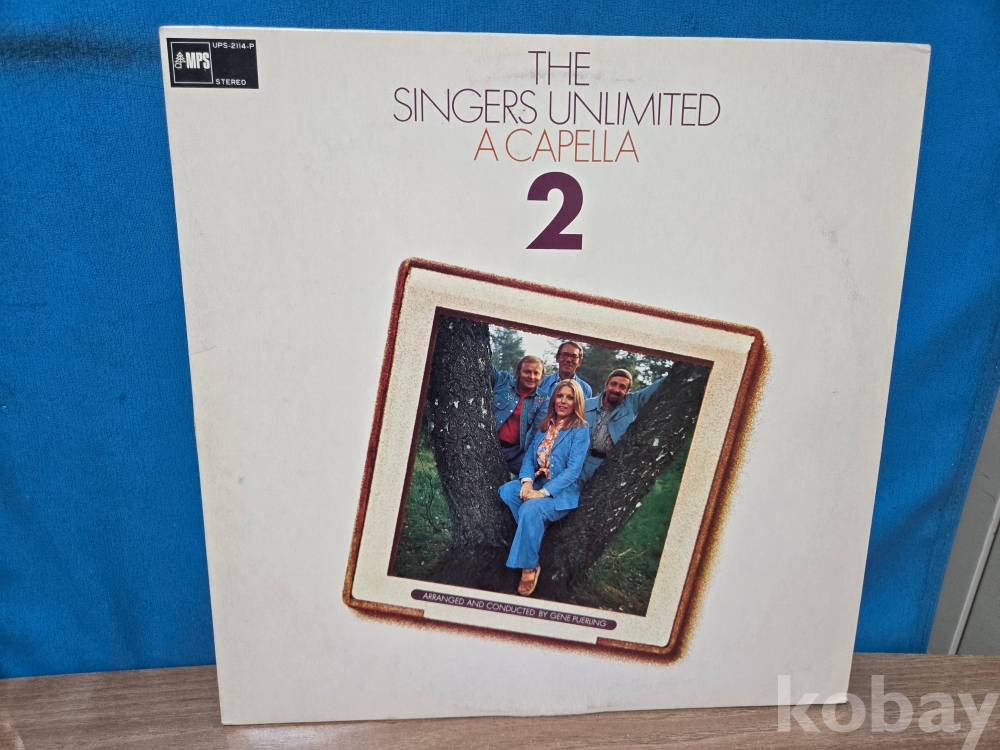 MPS
UPS-2114-P
STEREO
THE
SINGERS UNLIMITED
A CAPELLA
2
ARRANGED AND CONDUCTED BY GENE PUERLING
kobay